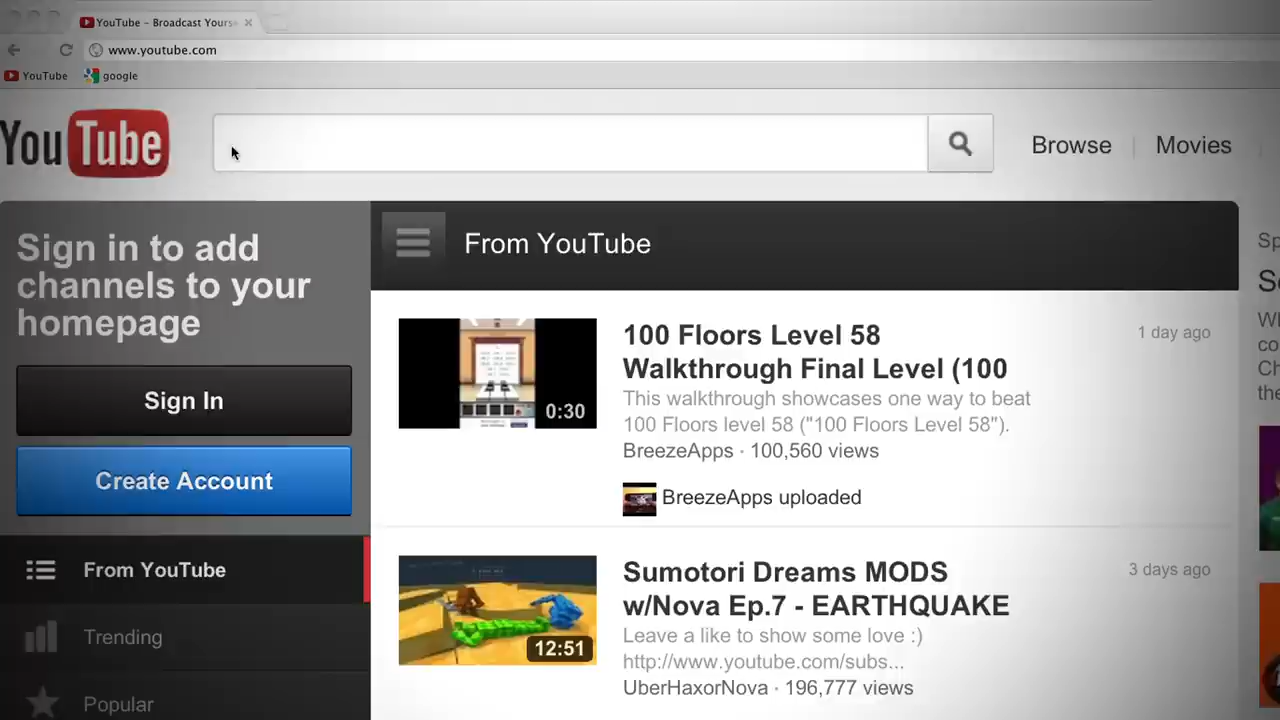 YouTube - Broadcast Yourse
www.youtube.com
YouTube
google
YouTube
Browse
Movies
Sign in to add
channels to your
homepage
Sign In
Create Account
From YouTube
Trending
Popular
From YouTube
0:30
100 Floors Level 58
Walkthrough Final Level (100
This walkthrough showcases one way to beat
100 Floors level 58 ("100 Floors Level 58").
BreezeApps · 100,560 views
BreezeApps uploaded
1 day ago
12:51
Sumotori Dreams MODS
w/Nova Ep.7 - EARTHQUAKE
Leave a like to show some love :)
http://www.youtube.com/subs...
UberHaxorNova · 196,777 views
3 days ago